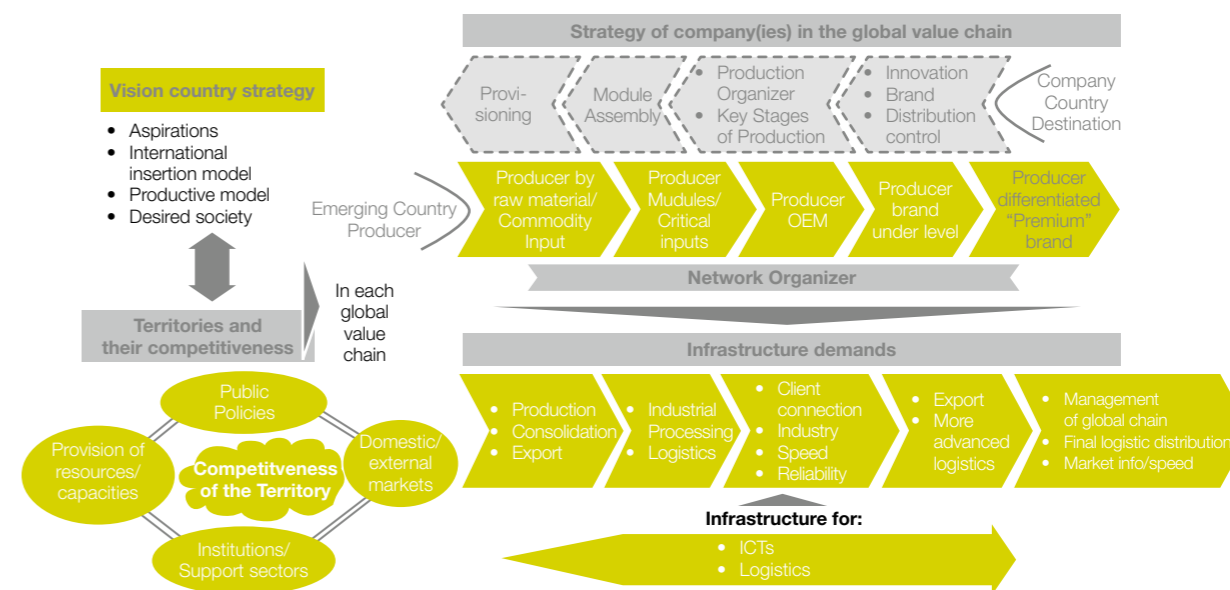 Strategy of company(ies) in the global value chain
Vision country strategy
• Aspirations
• International
insertion model
• Productive model
• Desired society
Provi-
sioning
Module
Assembly
• Production
Organizer
• Key Stages
of Production
• Innovation
• Brand
• Distribution
control
Company
Country
Destination
Emerging Country
Producer
Producer by
raw material/
Commodity
Input
Producer
Mudules/
Critical
inputs
Producer
OEM
Producer
brand
under level
Producer
differentiated
“Premium”
brand
Network Organizer
Territories and
their competitiveness
In each
global
value
chain
Infrastructure demands
Public
Policies
Provision of
resources/
capacities
Competitveness
of the Territory
Domestic/
external
markets
Institutions/
Support sectors
• Production
• Consolidation
• Export
• Industrial
Processing
• Logistics
• Client
connection
• Industry
• Speed
• Reliability
• Export
• More
advanced
logistics
• Management
of global chain
• Final logistic distribution
• Market info/speed
Infrastructure for:
• ICTs
• Logistics